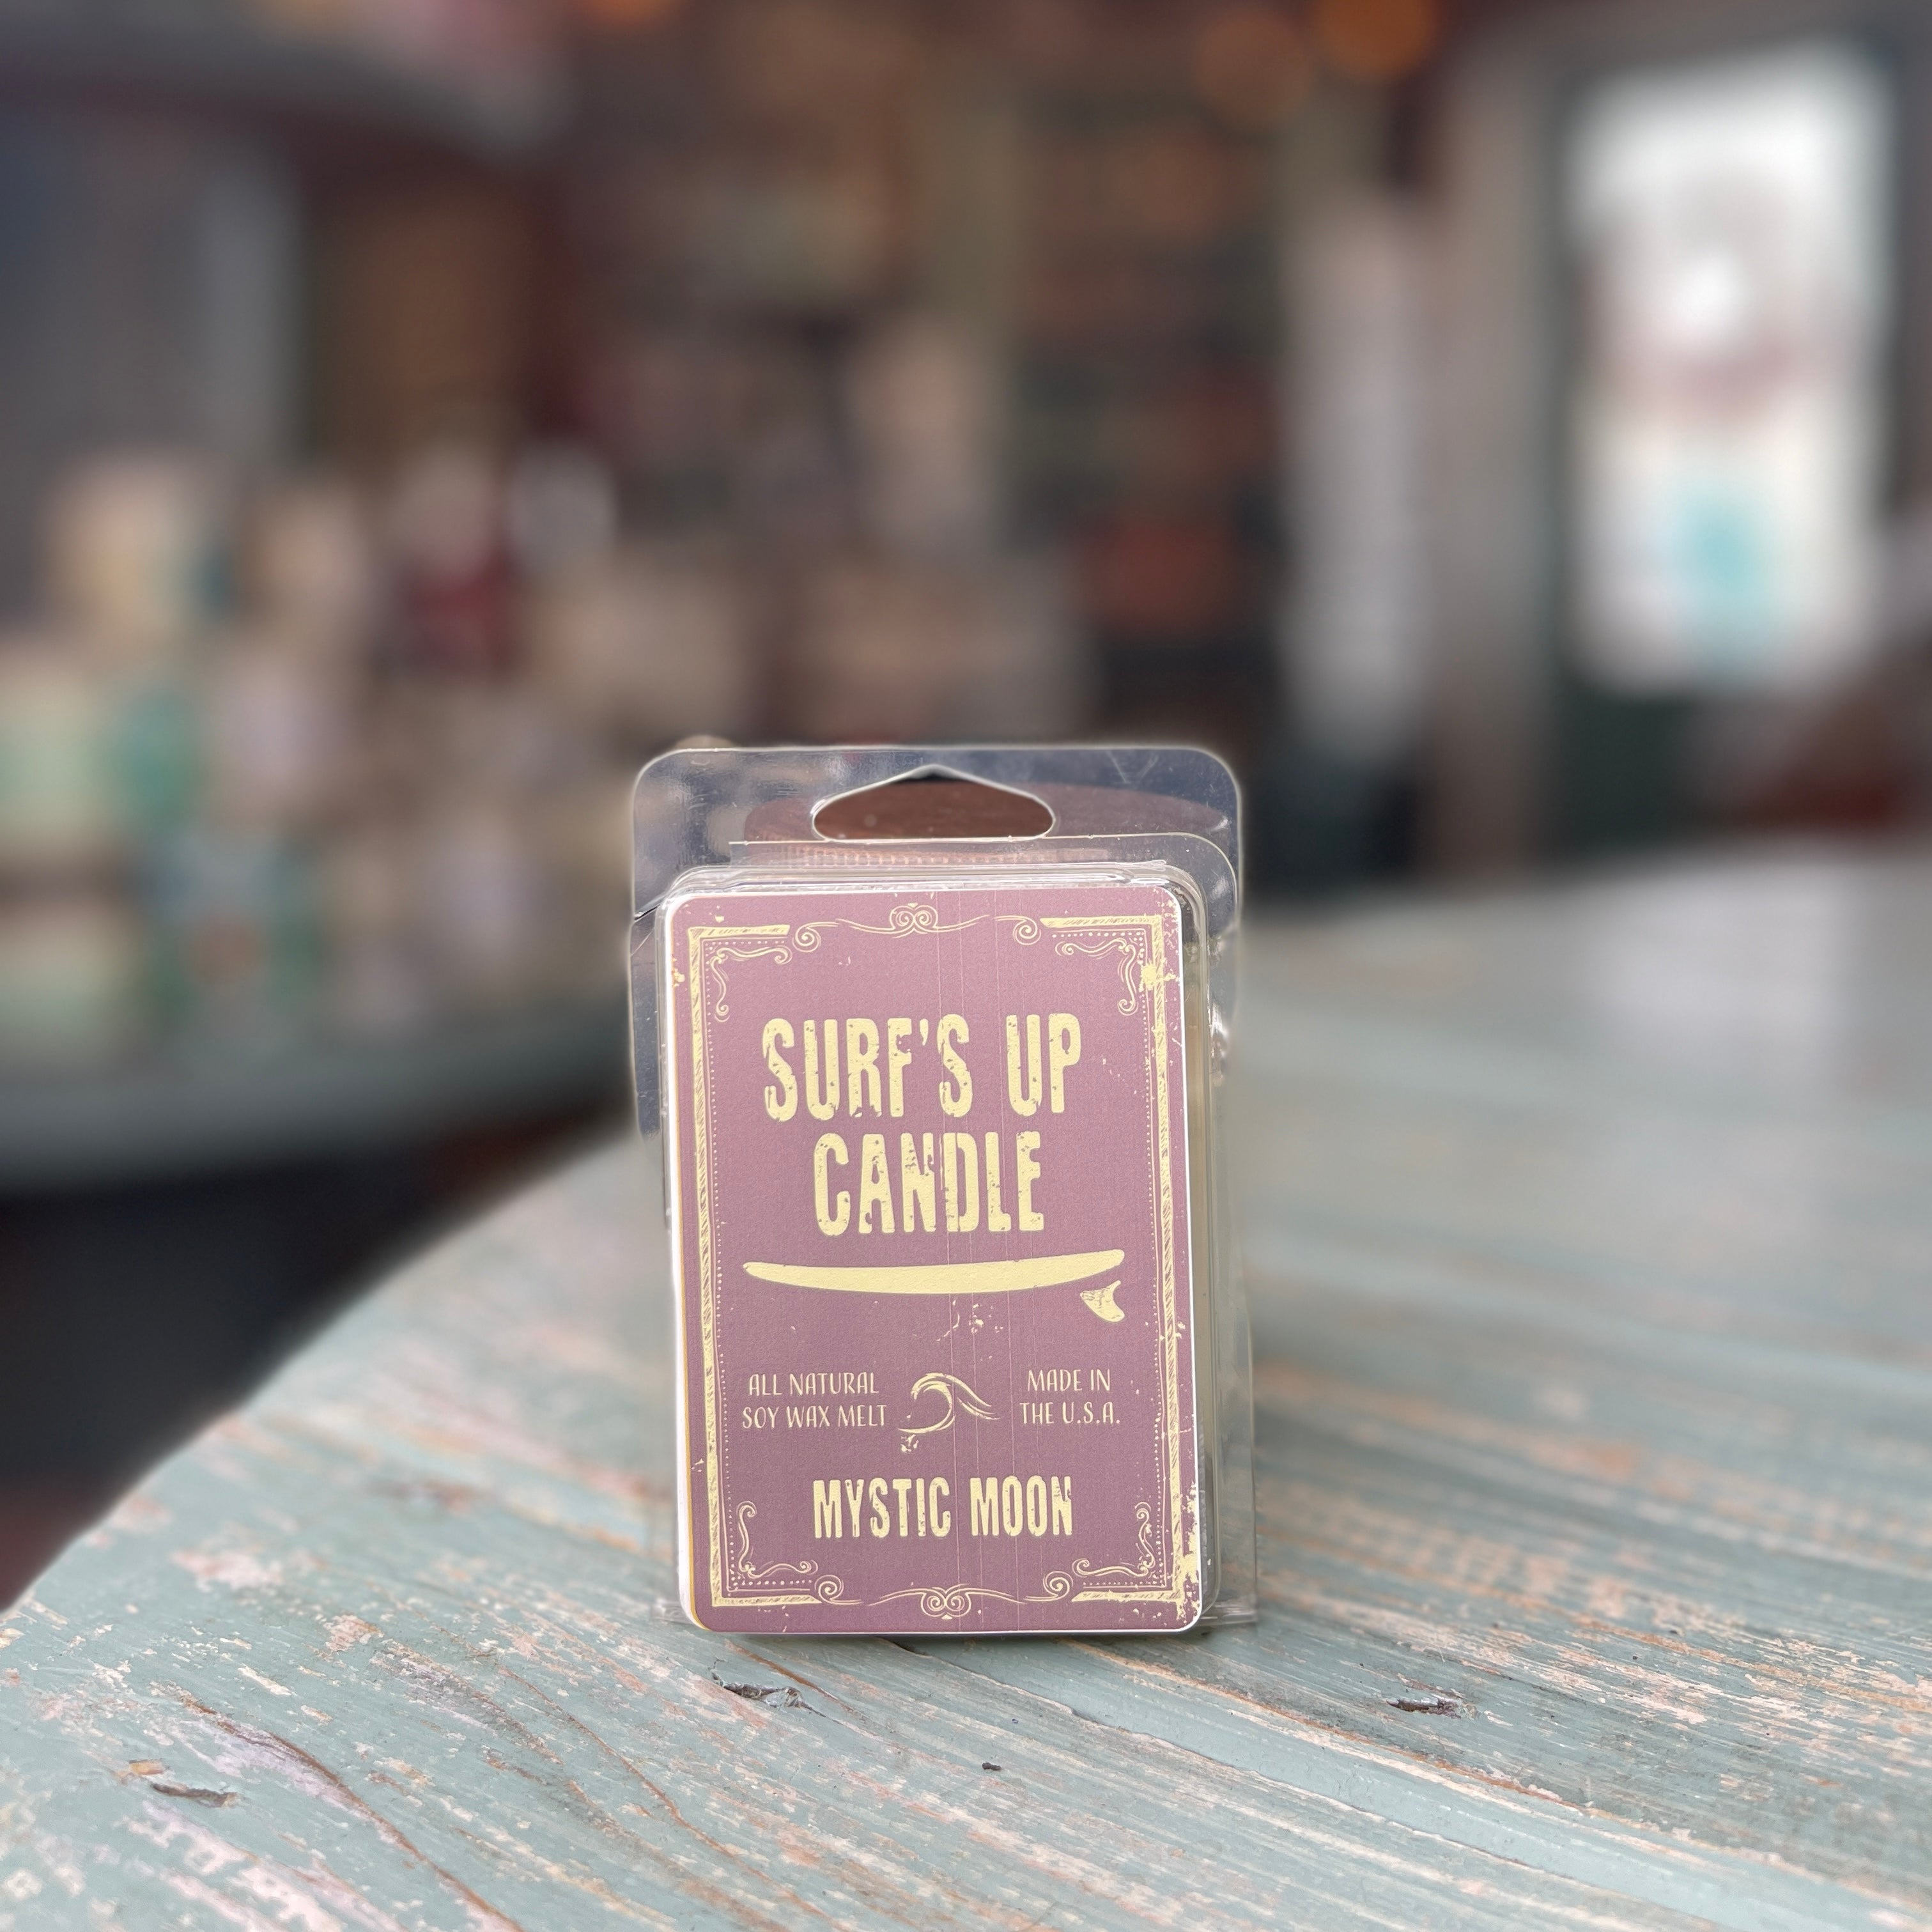 SURF'S UP
CANDLE
ALL NATURAL
SOY WAX MELT
MADE IN
THE U.S.A.
MYSTIC MOON